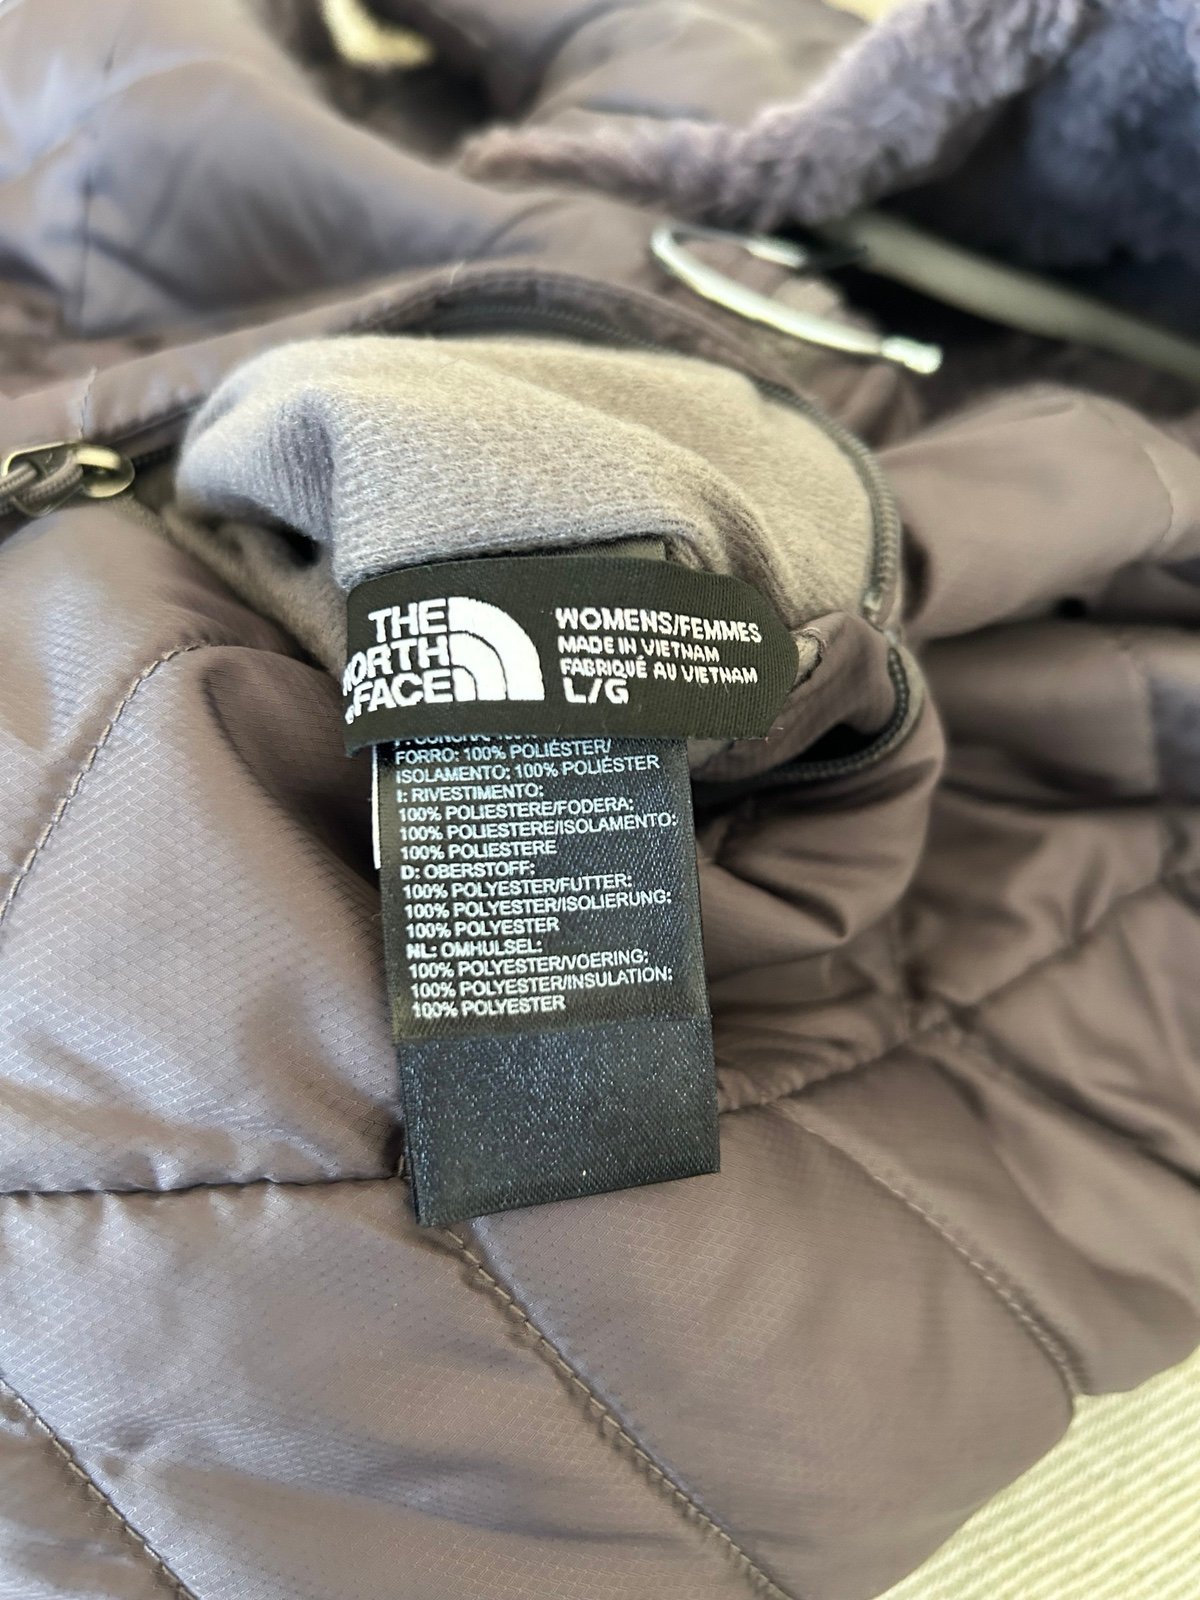 THE
NORTH
FACE
WOMENS/FEMMES
MADE IN VIETNAM
FABRIQUÉ AU VIETNAM
L/G
FORRO: 100% POLIÉSTER/
ISOLAMENTO: 100% POLIÉSTER
I: RIVESTIMENTO:
100% POLIESTERE/FODERA:
100% POLIESTERE/ISOLAMENTO:
100% POLIESTERE
D: OBERSTOFF:
100% POLYESTER/FUTTER:
100% POLYESTER/ISOLIERUNG:
100% POLYESTER
NL: OMHULSEL:
100% POLYESTER/VOERING:
100% POLYESTER/INSULATION:
100% POLYESTER